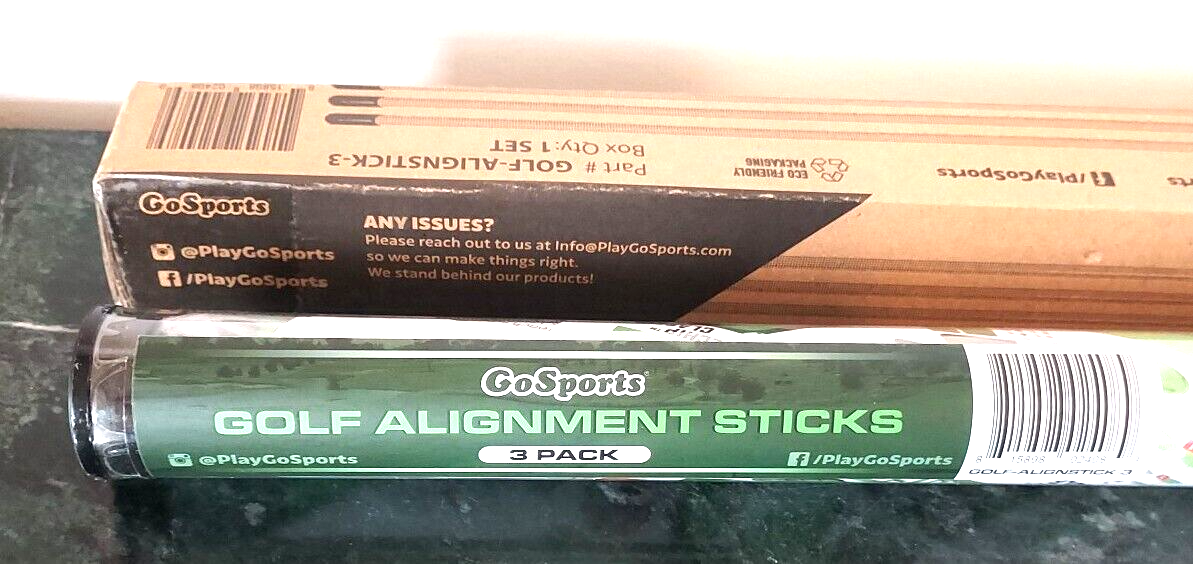 Part # GOLF-ALIGNSTICK-3
Box Qty: 1 SET
ECO FRIENDLY
PACKAGING
f/PlayGoSports
GoSports
@PlayGoSports
f /PlayGoSports
ANY ISSUES?
Please reach out to us at Info@PlayGoSports.com
so we can make things right.
We stand behind our products!
GoSports
GOLF ALIGNMENT STICKS
3 PACK
@PlayGoSports
f/PlayGoSports
GOLF-ALIGNSTICK-3